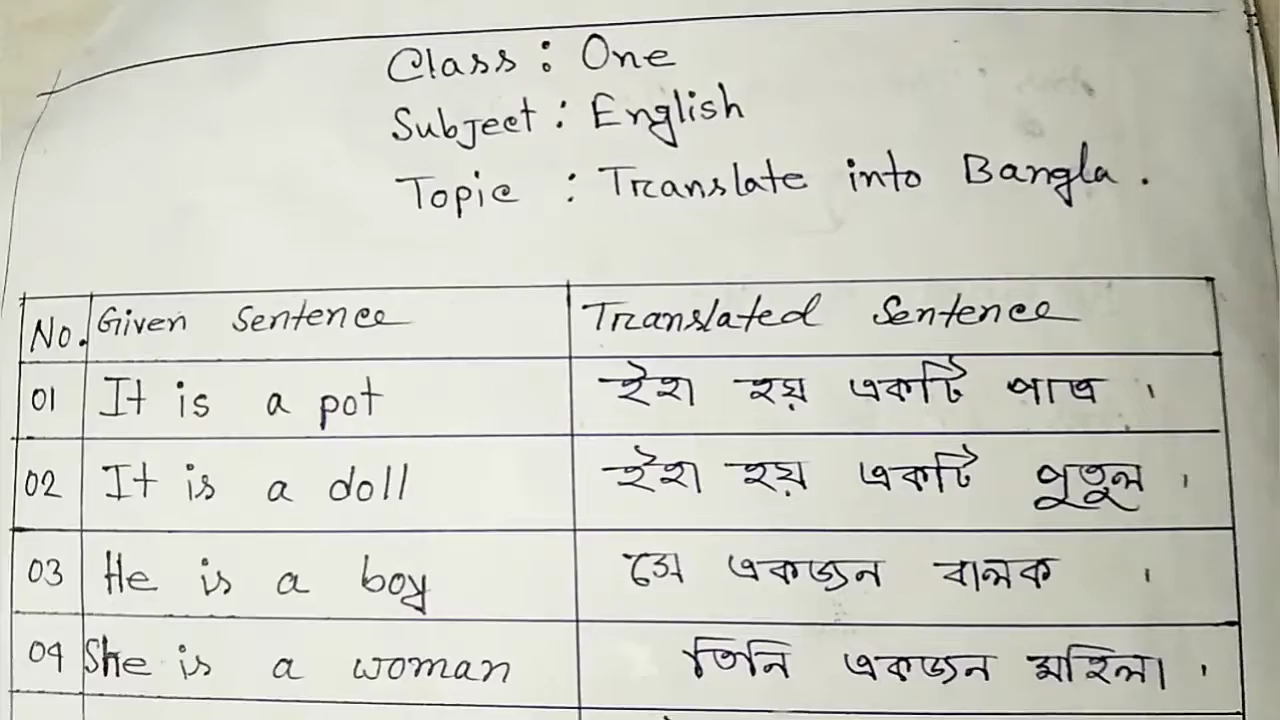 Class : One
Subject : English
Topic : Translate into Bangla .
No. Given Sentence Translated Sentence
01 It is a pot ইহা হয় একটি পাত্র ।
02 It is a doll ইহা হয় একটি পুতুল ।
03 He is a boy সে একজন বালক ।
04 She is a woman তিনি একজন মহিলা ।